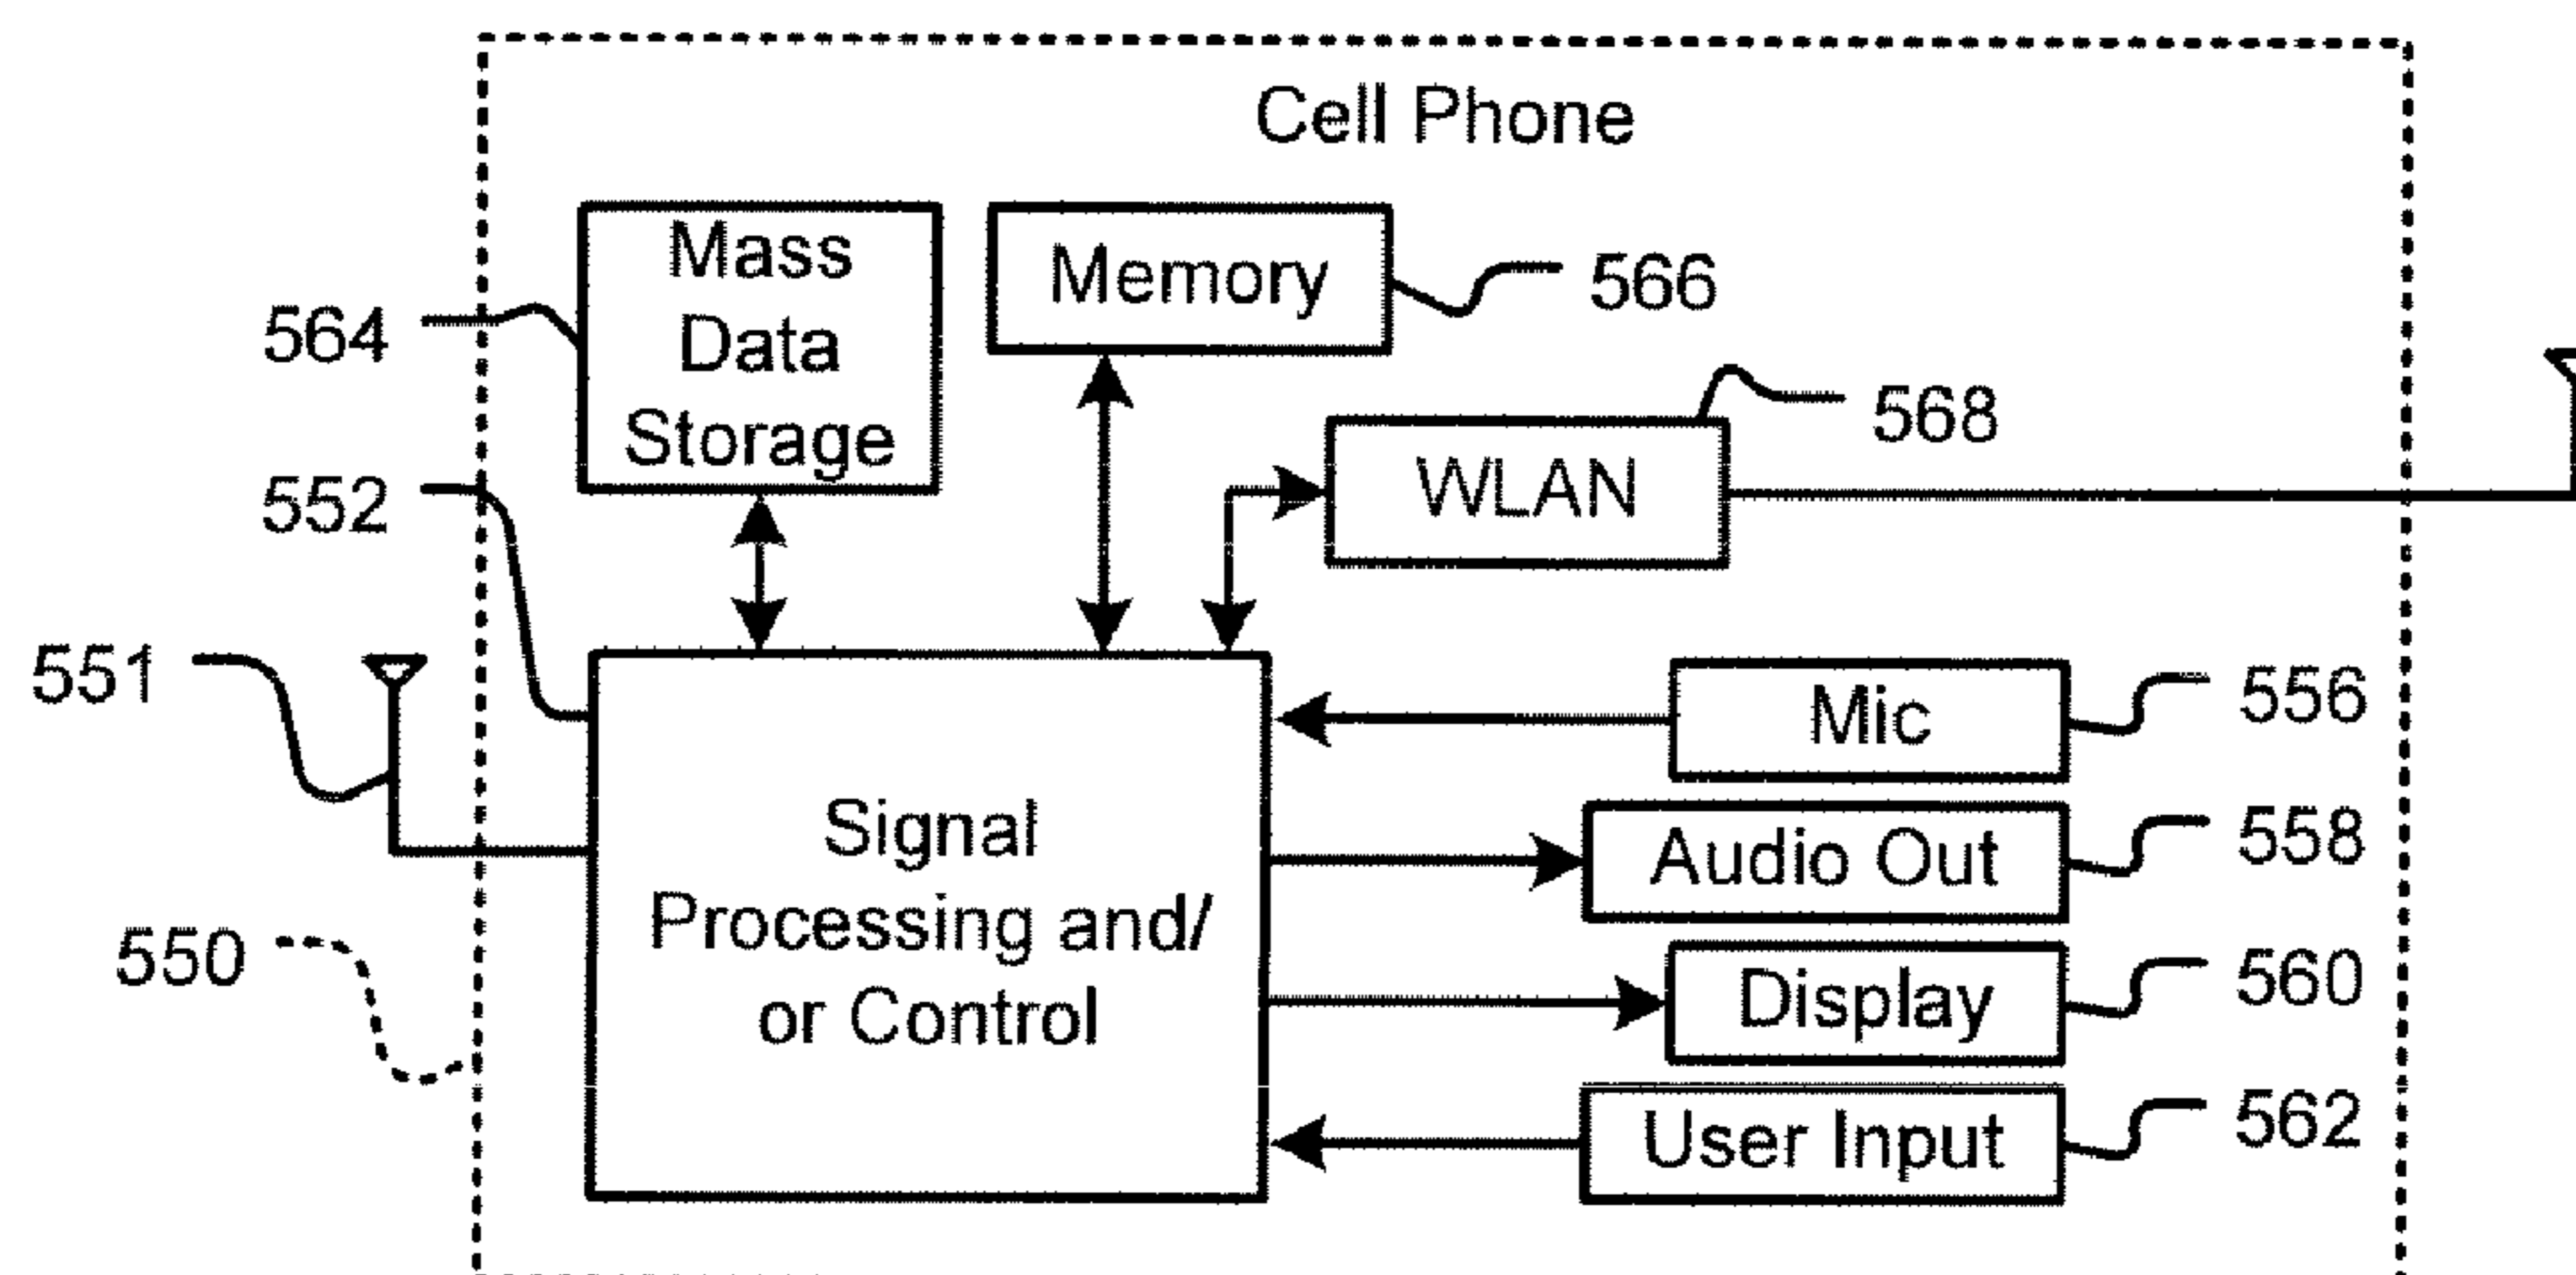 Cell Phone
Mass
Data
Storage
Memory
566
564
568
WLAN
552
551
Mic
556
Signal
Processing and/
or Control
Audio Out
558
550
Display
560
User Input
562